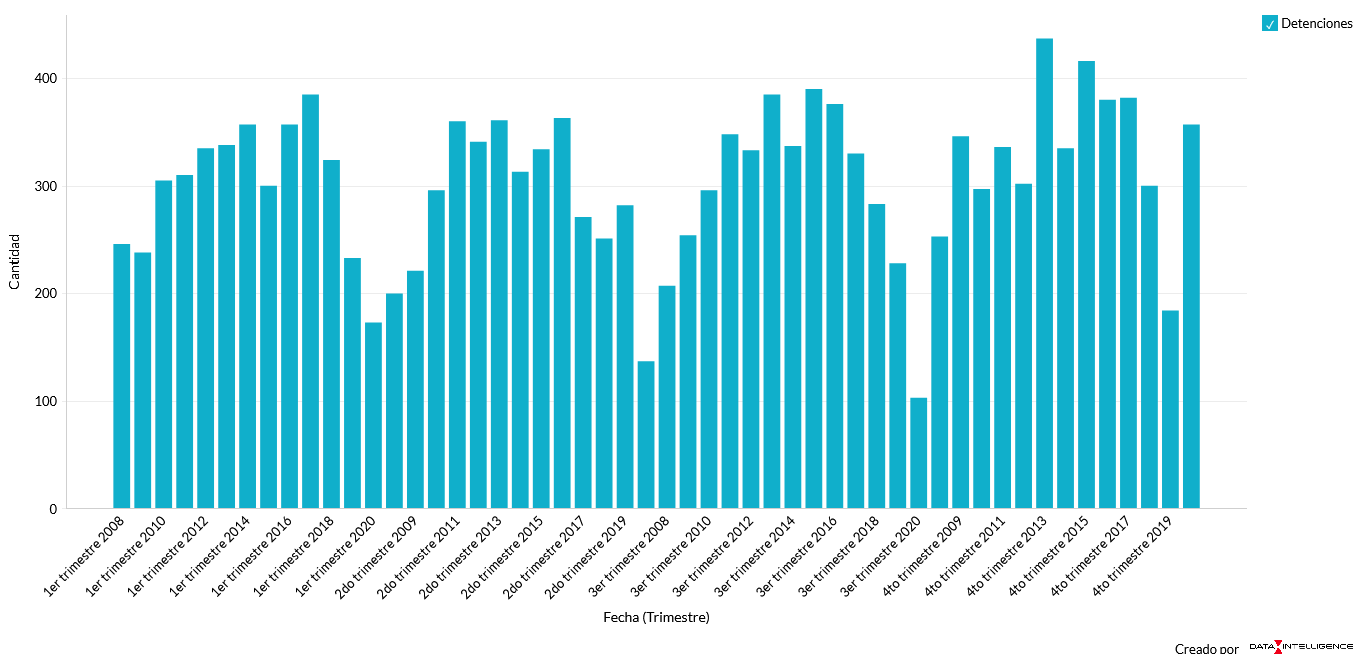 Detenciones
400
300
200
100
0
Cantidad
1er trimestre 2008
1er trimestre 2010
1er trimestre 2012
1er trimestre 2014
1er trimestre 2016
1er trimestre 2018
1er trimestre 2020
2do trimestre 2009
2do trimestre 2011
2do trimestre 2013
2do trimestre 2015
2do trimestre 2017
2do trimestre 2019
3er trimestre 2008
3er trimestre 2010
3er trimestre 2012
3er trimestre 2014
3er trimestre 2016
3er trimestre 2018
3er trimestre 2020
4to trimestre 2009
4to trimestre 2011
4to trimestre 2013
4to trimestre 2015
4to trimestre 2017
4to trimestre 2019
Fecha (Trimestre)
Creado por DATA INTELLIGENCE